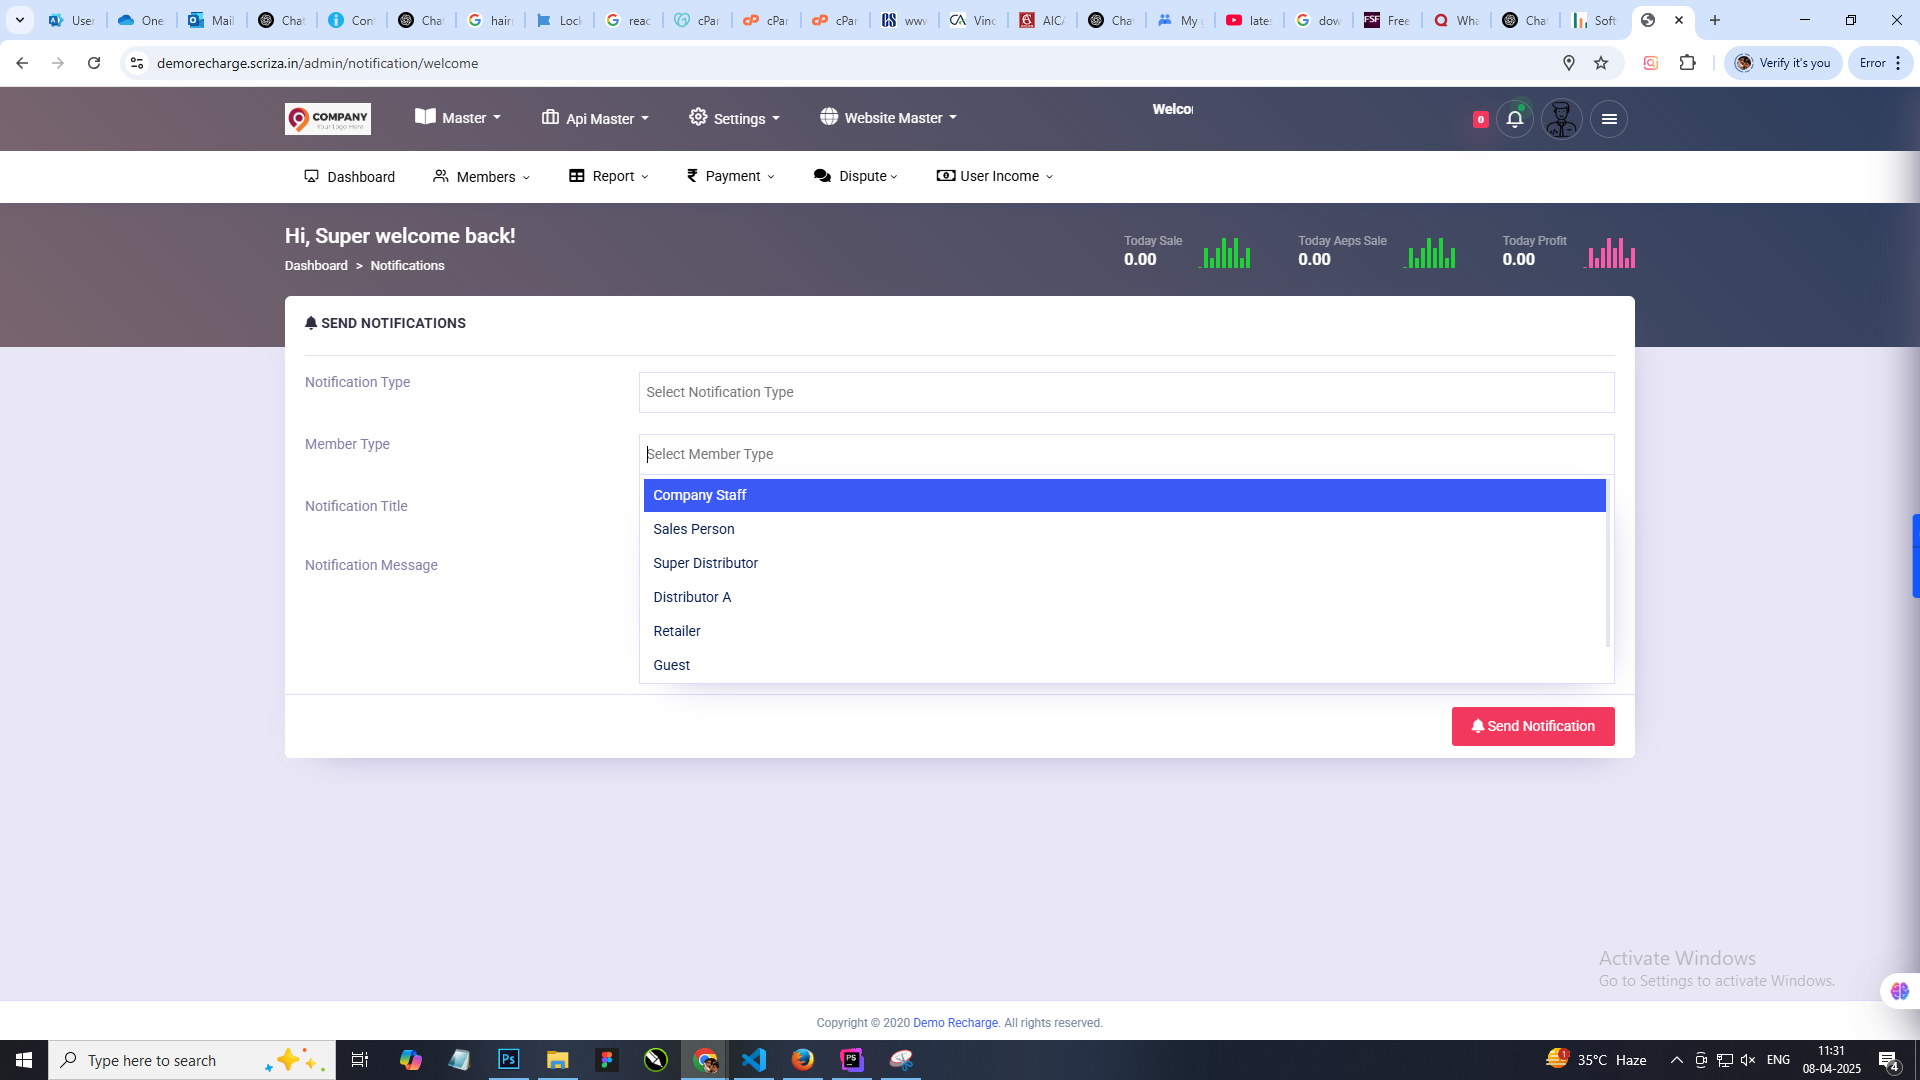 User
One
Mail
Chat
Con
Chat
hairı
Lock
reac
cPar
cPar
cPar
www
Vinc
AICA
Chat
My
late
dow
Free
Wha
Chat
Soft
demorecharge.scriza.in/admin/notification/welcome
Verify it's you
Error
COMPANY
Your Logo Here
Master
Api Master
Settings
Website Master
Welco
0
Dashboard
Members
Report
Payment
Dispute
User Income
Hi, Super welcome back!
Dashboard > Notifications
Today Sale
0.00
Today Aeps Sale
0.00
Today Profit
0.00
SEND NOTIFICATIONS
Notification Type
Select Notification Type
Member Type
Select Member Type
Company Staff
Notification Title
Sales Person
Super Distributor
Notification Message
Distributor A
Retailer
Guest
Send Notification
Activate Windows
Go to Settings to activate Windows.
Copyright © 2020 Demo Recharge. All rights reserved.
Type here to search
Ps
PS
1
35°C Haze
ENG
11:31
08-04-2025
4